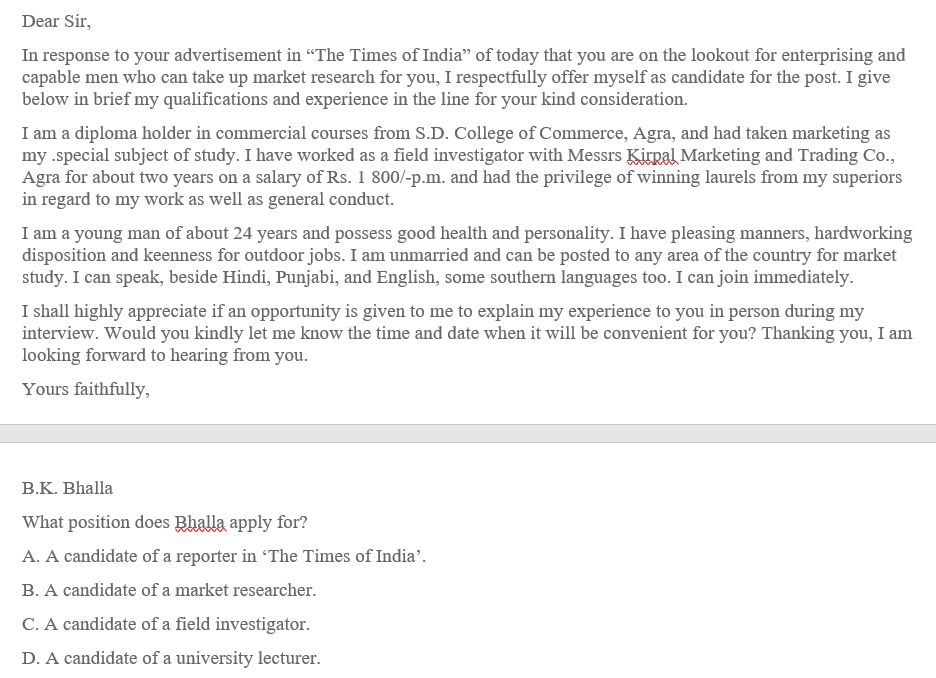 Dear Sir,
In response to your advertisement in “The Times of India” of today that you are on the lookout for enterprising and
capable men who can take up market research for you, I respectfully offer myself as candidate for the post. I give
below in brief my qualifications and experience in the line for your kind consideration.
I am a diploma holder in commercial courses from S.D. College of Commerce, Agra, and had taken marketing as
my .special subject of study. I have worked as a field investigator with Messrs Kirpal Marketing and Trading Co.,
Agra for about two years on a salary of Rs. 1 800/-p.m. and had the privilege of winning laurels from my superiors
in regard to my work as well as general conduct.
I am a young man of about 24 years and possess good health and personality. I have pleasing manners, hardworking
disposition and keenness for outdoor jobs. I am unmarried and can be posted to any area of the country for market
study. I can speak, beside Hindi, Punjabi, and English, some southern languages too. I can join immediately.
I shall highly appreciate if an opportunity is given to me to explain my experience to you in person during my
interview. Would you kindly let me know the time and date when it will be convenient for you? Thanking you, I am
looking forward to hearing from you.
Yours faithfully,
B.K. Bhalla
What position does Bhalla apply for?
A. A candidate of a reporter in ‘The Times of India’.
B. A candidate of a market researcher.
C. A candidate of a field investigator.
D. A candidate of a university lecturer.